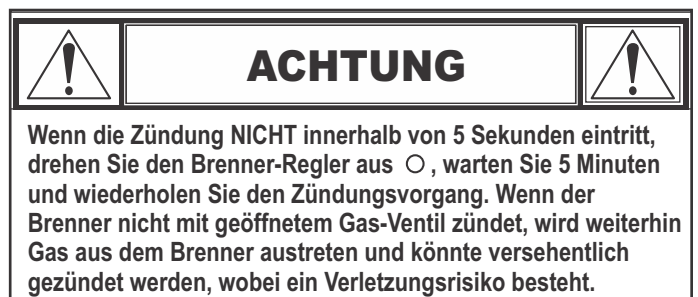 ACHTUNG
Wenn die Zündung NICHT innerhalb von 5 Sekunden eintritt,
drehen Sie den Brenner-Regler aus ○ , warten Sie 5 Minuten
und wiederholen Sie den Zündungsvorgang. Wenn der
Brenner nicht mit geöffnetem Gas-Ventil zündet, wird weiterhin
Gas aus dem Brenner austreten und könnte versehentlich
gezündet werden, wobei ein Verletzungsrisiko besteht.